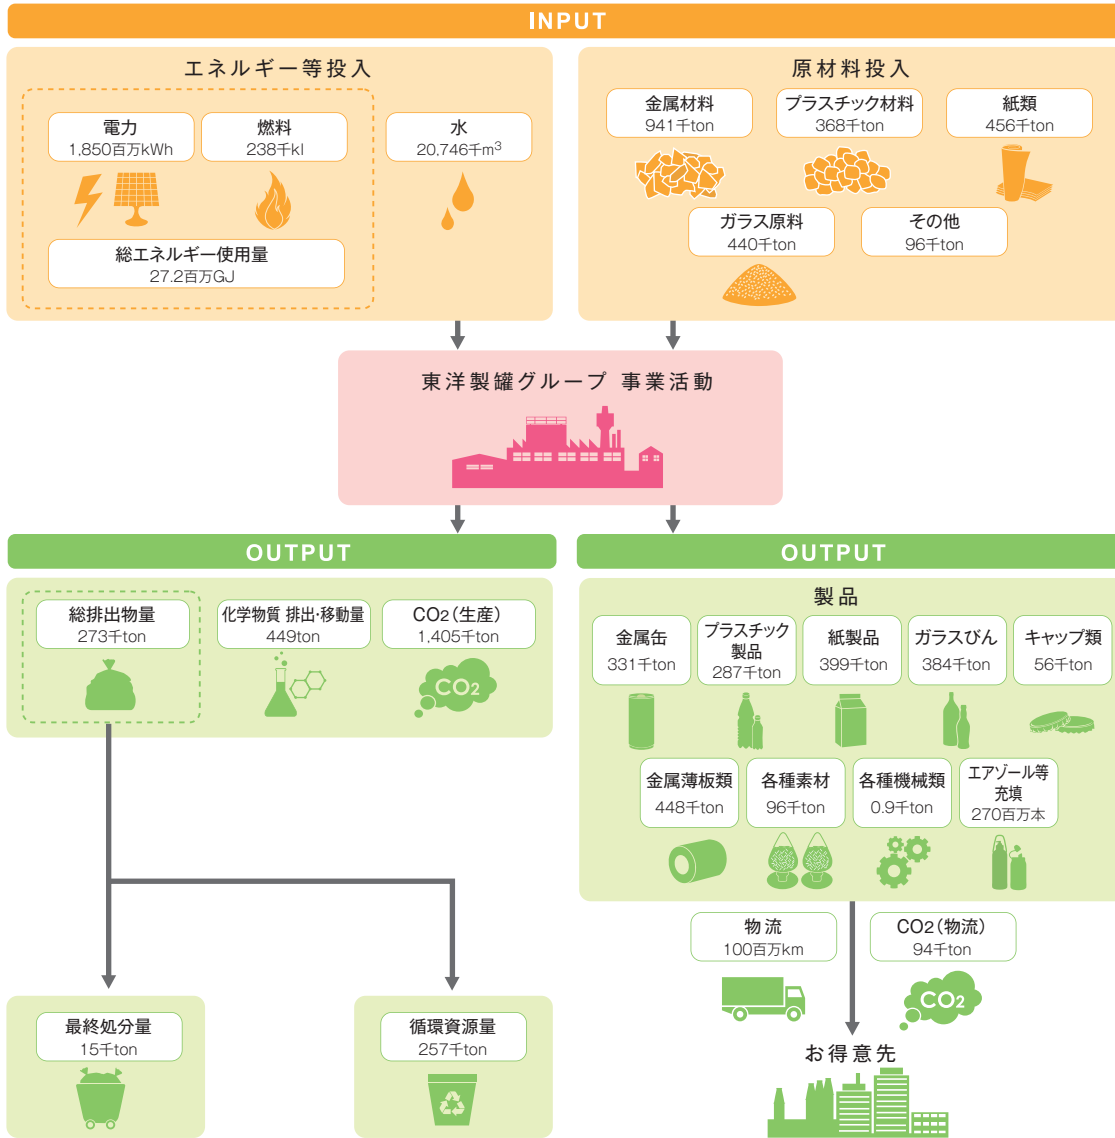 INPUT
エネルギー等投入
電力
1,850百万kWh
燃料
238千kl
水
20,746千m³
総エネルギー使用量
27.2百万GJ
原材料投入
金属材料
941千ton
プラスチック材料
368千ton
紙類
456千ton
ガラス原料
440千ton
その他
96千ton
東洋製罐グループ 事業活動
OUTPUT
総排出物量
273千ton
化学物質 排出・移動量
449ton
CO2（生産）
1,405千ton
CO2
最終処分量
15千ton
循環資源量
257千ton
OUTPUT
製品
金属缶
331千ton
プラスチック
製品
287千ton
紙製品
399千ton
ガラスびん
384千ton
キャップ類
56千ton
金属薄板類
448千ton
各種素材
96千ton
各種機械類
0.9千ton
エアゾール等
充填
270百万本
物流
100百万km
CO2（物流）
94千ton
CO2
お得意先